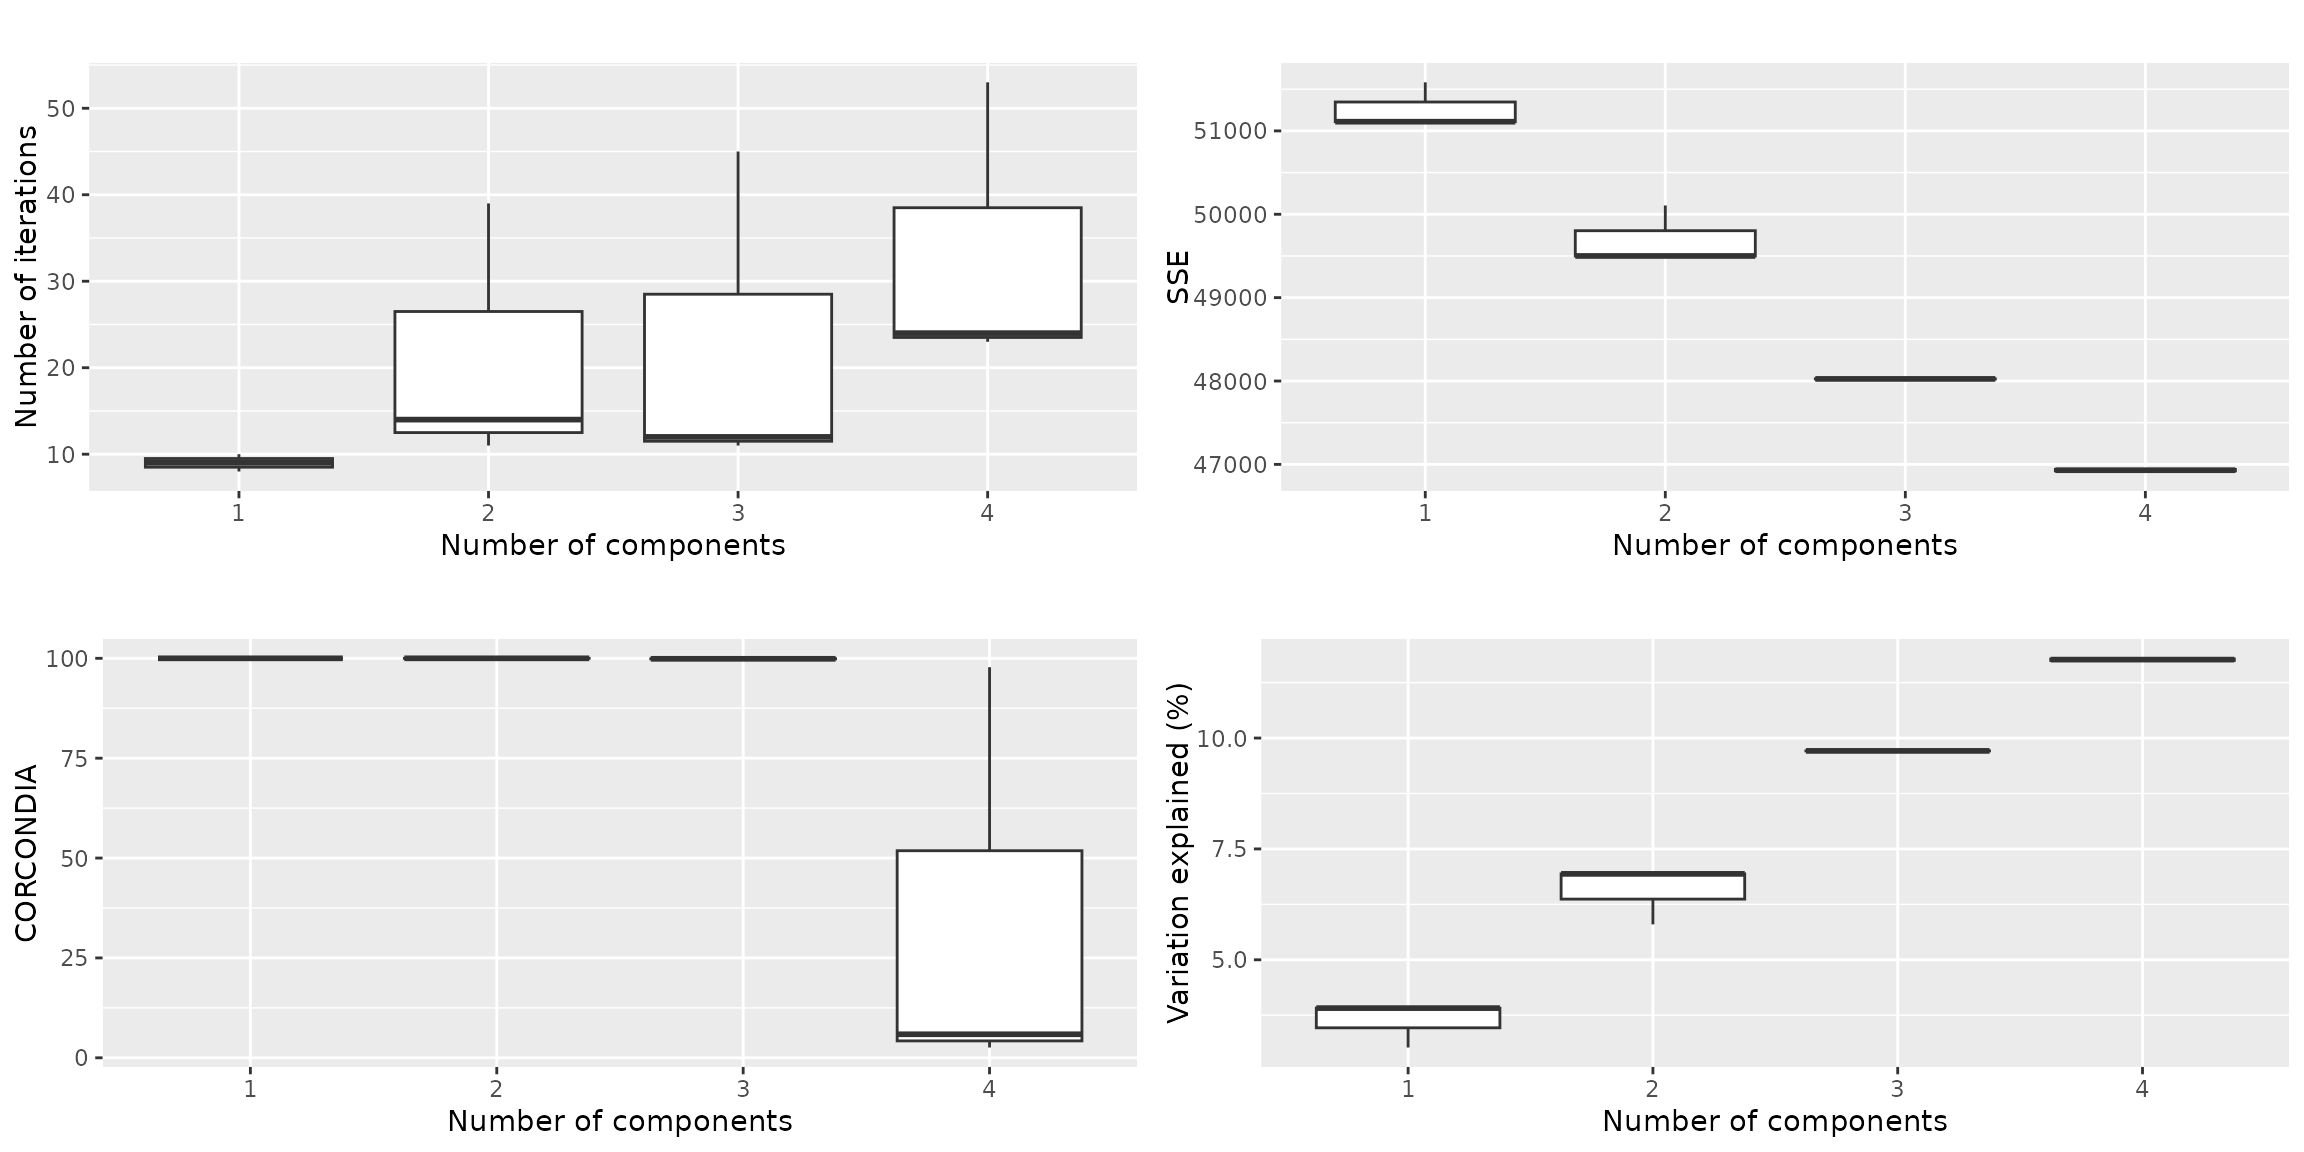 Number of iterations
50
40
30
20
10
1 2 3 4
Number of components
SSE
51000
50000
49000
48000
47000
1 2 3 4
Number of components
CORCONDIA
100
75
50
25
0
1 2 3 4
Number of components
Variation explained (%)
10.0
7.5
5.0
1 2 3 4
Number of components